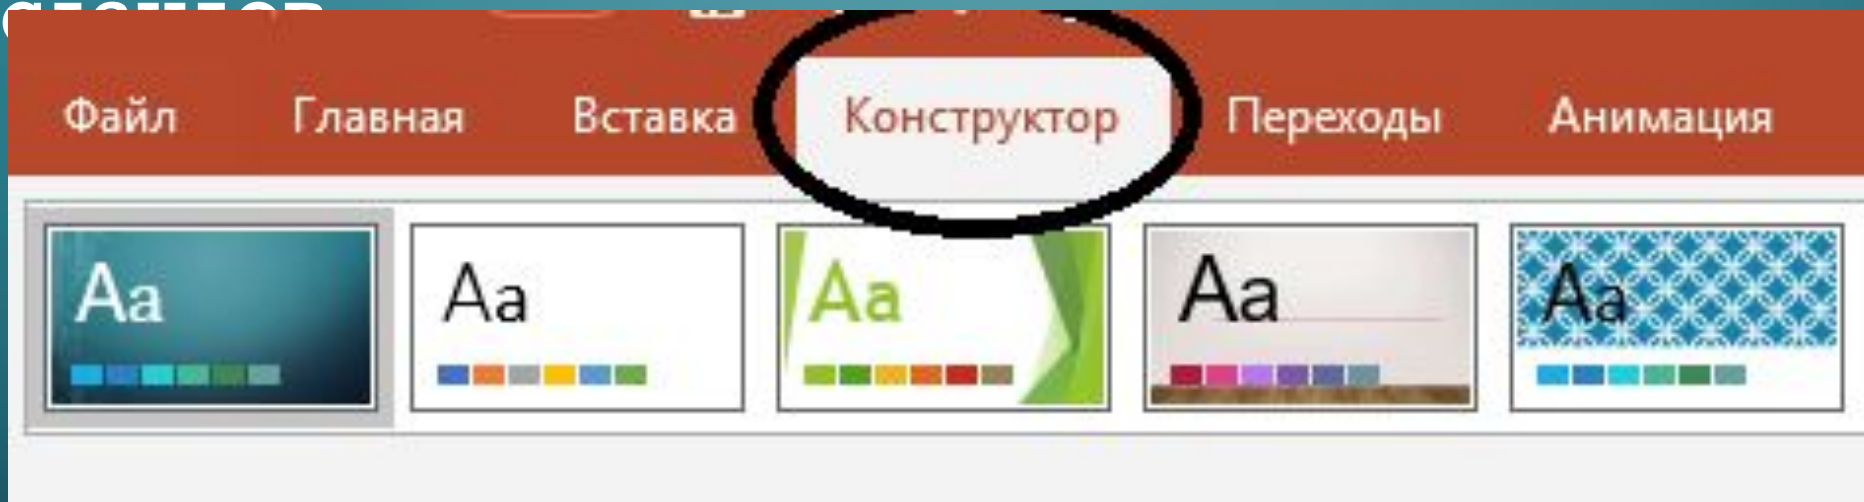 Файл Главная Вставка Конструктор Переходы Анимация
Aa Aa Aa Aa Aa